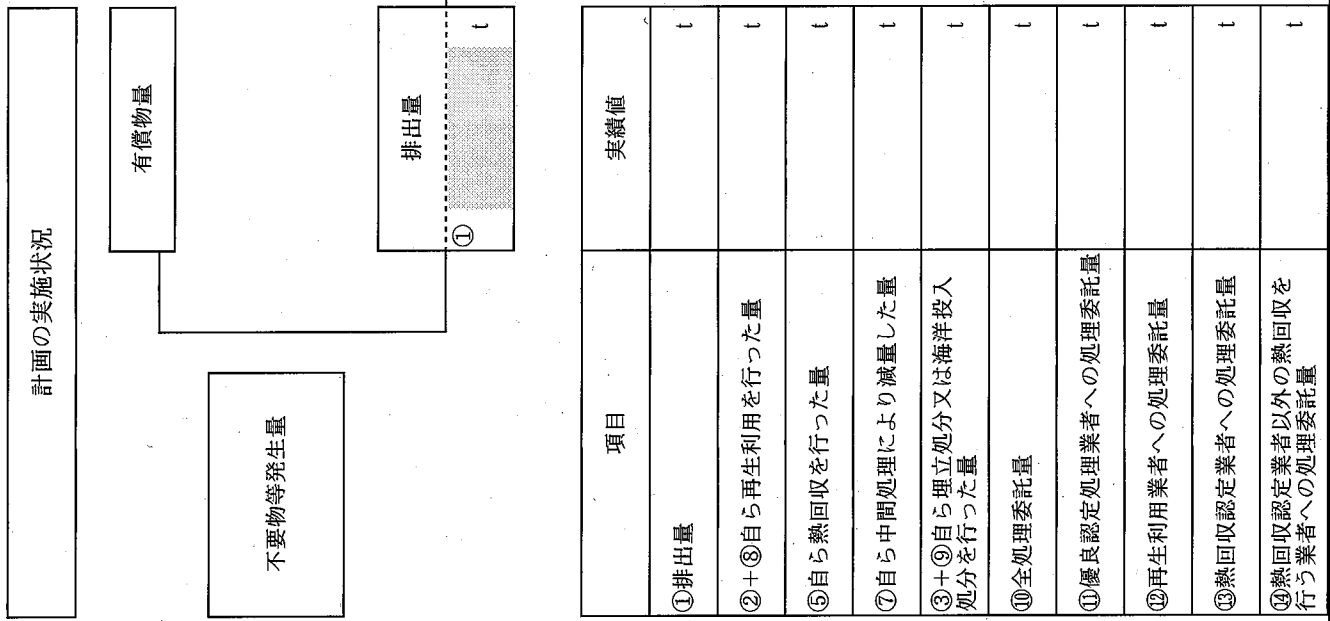 計画の実施状況
有償物量
不要物等発生量
排出量
① t
項目 実績値
①排出量 t
②+⑧自ら再生利用を行った量 t
⑤自ら熱回収を行った量 t
⑦自ら中間処理により減量した量 t
③+⑨自ら埋立処分又は海洋投入
処分を行った量 t
⑩全処理委託量 t
⑪優良認定処理業者への処理委託量 t
⑫再生利用業者への処理委託量 t
⑬熱回収認定業者への処理委託量 t
⑭熱回収認定業者以外の熱回収を
行う業者への処理委託量 t